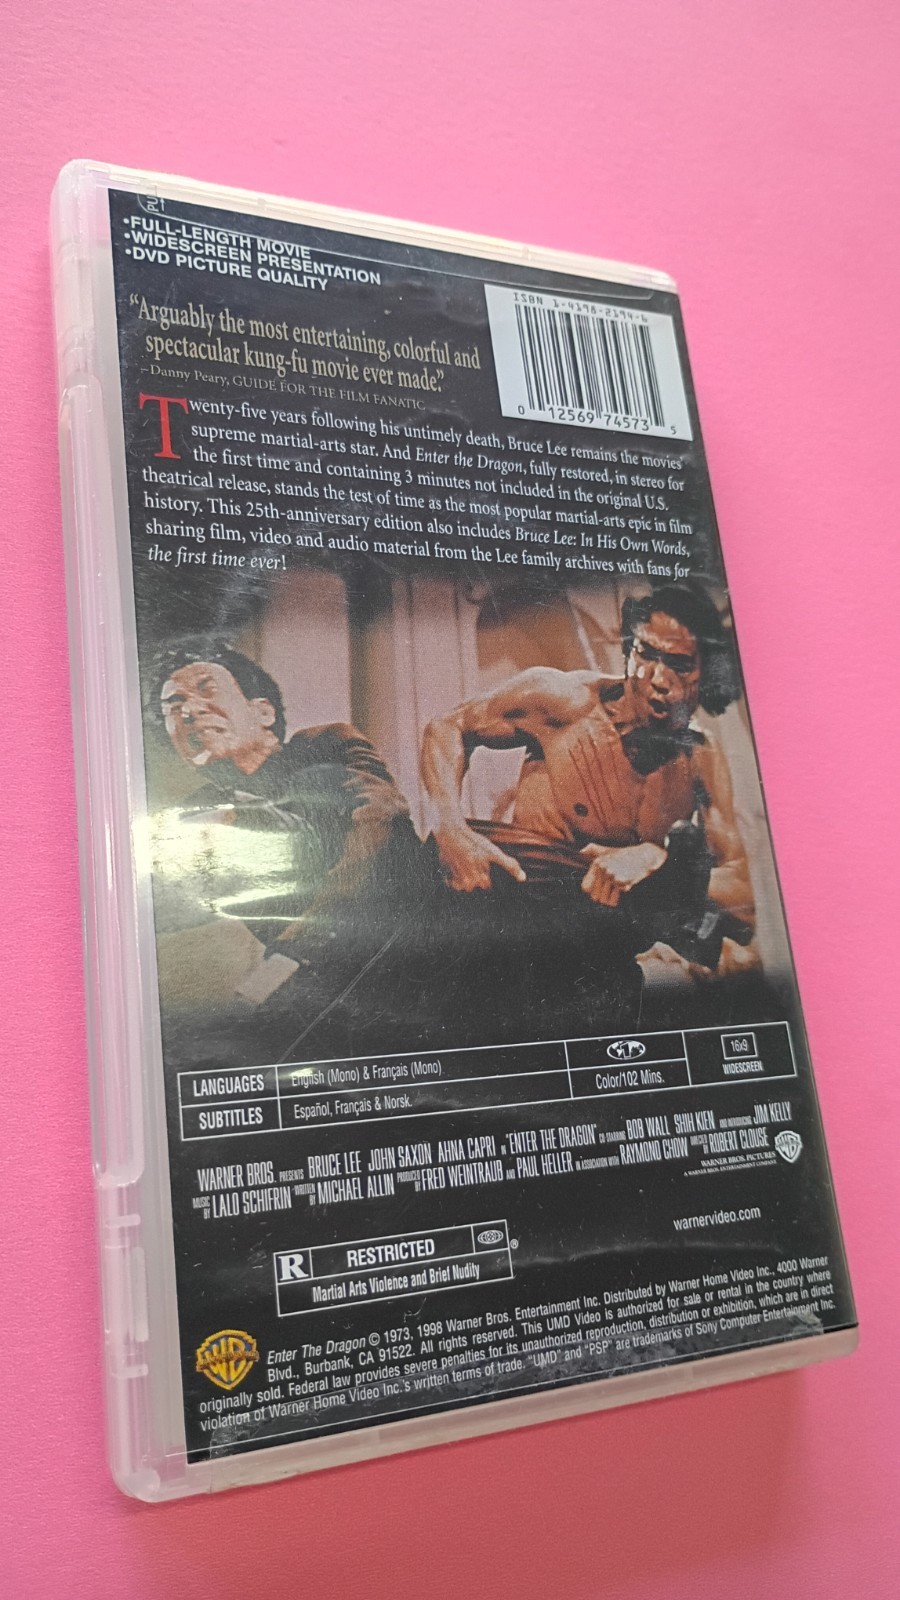 PULL
•FULL-LENGTH MOVIE
•WIDESCREEN PRESENTATION
•DVD PICTURE QUALITY
ISBN 1-4198-2194-6
0 12569 74573 5
“Arguably the most entertaining, colorful and
spectacular kung-fu movie ever made.”
–Danny Peary, GUIDE FOR THE FILM FANATIC
Twenty-five years following his untimely death, Bruce Lee remains the movies'
supreme martial-arts star. And Enter the Dragon, fully restored, in stereo for
the first time and containing 3 minutes not included in the original U.S.
theatrical release, stands the test of time as the most popular martial-arts epic in film
history. This 25th-anniversary edition also includes Bruce Lee: In His Own Words,
sharing film, video and audio material from the Lee family archives with fans for
the first time ever!
LANGUAGES English (Mono) & Français (Mono)
SUBTITLES Español, Français & Norsk.
1
Color/102 Mins.
16x9
WIDESCREEN
WARNER BROS. PRESENTS BRUCE LEE JOHN SAXON AHNA CAPRI IN "ENTER THE DRAGON" CO-STARRING BOB WALL SHIH KIEN AND INTRODUCING JIM KELLY
MUSIC BY LALO SCHIFRIN WRITTEN BY MICHAEL ALLIN PRODUCED BY FRED WEINTRAUB AND PAUL HELLER IN ASSOCIATION WITH RAYMOND CHOW DIRECTED BY ROBERT CLOUSE
WARNER BROS. PICTURES
A WARNER BROS. ENTERTAINMENT COMPANY
warnervideo.com
R RESTRICTED ®
Martial Arts Violence and Brief Nudity
Enter The Dragon © 1973, 1998 Warner Bros. Entertainment Inc. Distributed by Warner Home Video Inc., 4000 Warner
Blvd., Burbank, CA 91522. All rights reserved. This UMD Video is authorized for sale or rental in the country where
originally sold. Federal law provides severe penalties for its unauthorized reproduction, distribution or exhibition, which are in direct
violation of Warner Home Video Inc.'s written terms of trade. "UMD" and "PSP" are trademarks of Sony Computer Entertainment Inc.